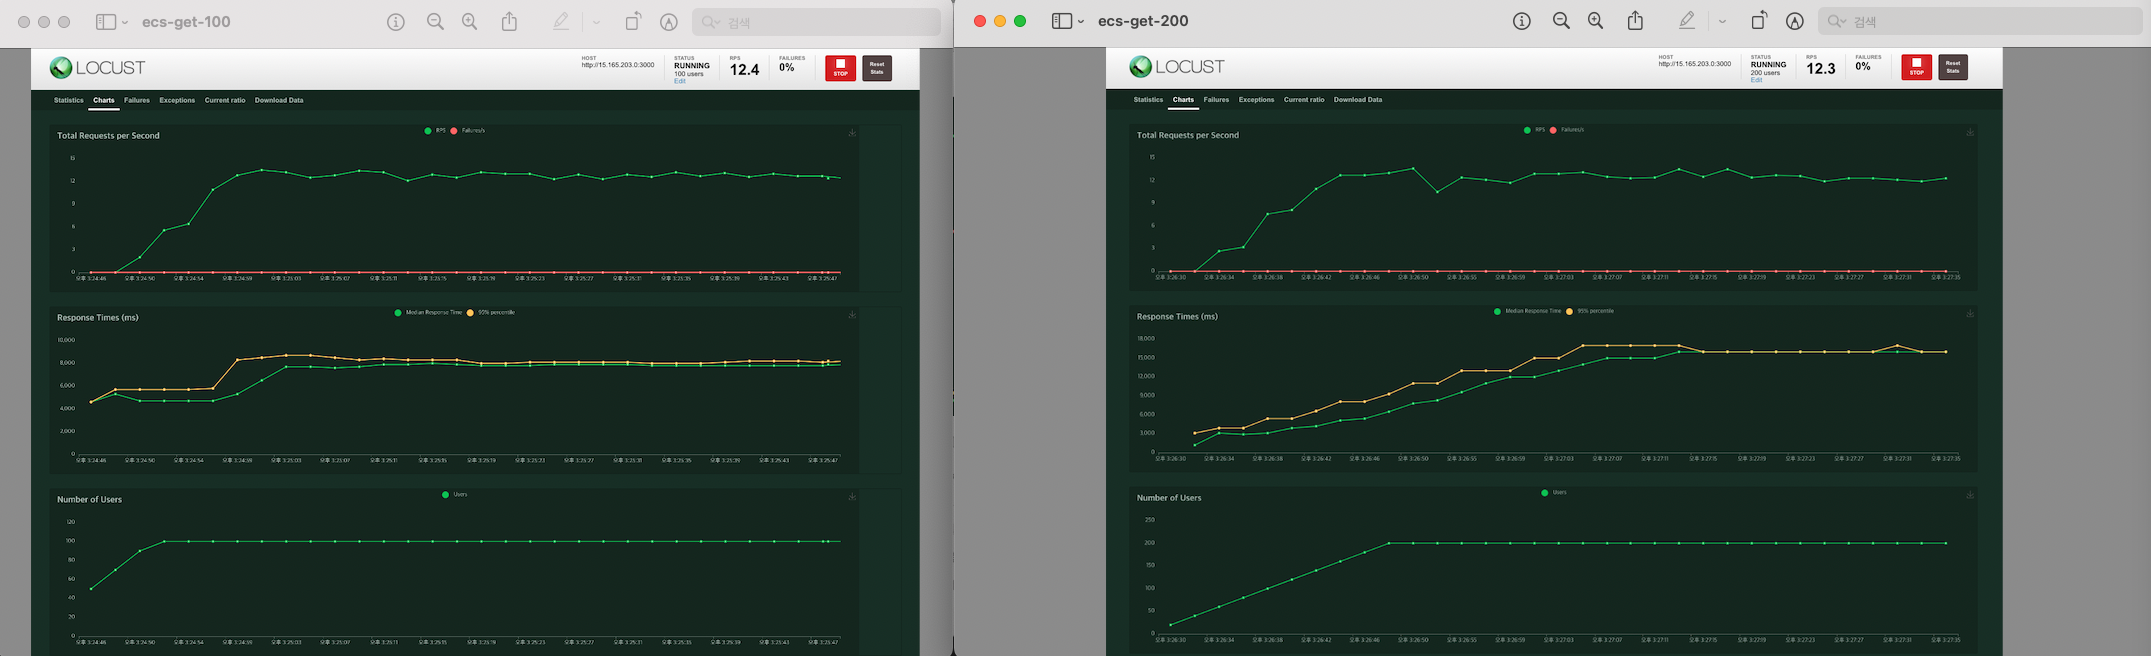 ecs-get-100
검색
LOCUST
HOST
http://15.165.203.0:3000
STATUS
RUNNING
100 users
Edit
RPS
12.4
FAILURES
0%
STOP
Reset
Stats
Statistics Charts Failures Exceptions Current ratio Download Data
Total Requests per Second
RPS Failures/s
15
12
9
6
3
0
오후 3:24:46 오후 3:24:50 오후 3:24:54 오후 3:24:59 오후 3:25:03 오후 3:25:07 오후 3:25:11 오후 3:25:15 오후 3:25:19 오후 3:25:23 오후 3:25:27 오후 3:25:31 오후 3:25:35 오후 3:25:39 오후 3:25:43 오후 3:25:47
Response Times (ms)
Median Response Time 95% percentile
10,000
8,000
6,000
4,000
2,000
0
오후 3:24:46 오후 3:24:50 오후 3:24:54 오후 3:24:59 오후 3:25:03 오후 3:25:07 오후 3:25:11 오후 3:25:15 오후 3:25:19 오후 3:25:23 오후 3:25:27 오후 3:25:31 오후 3:25:35 오후 3:25:39 오후 3:25:43 오후 3:25:47
Number of Users
Users
120
100
80
60
40
20
0
오후 3:24:46 오후 3:24:50 오후 3:24:54 오후 3:24:59 오후 3:25:03 오후 3:25:07 오후 3:25:11 오후 3:25:15 오후 3:25:19 오후 3:25:23 오후 3:25:27 오후 3:25:31 오후 3:25:35 오후 3:25:39 오후 3:25:43 오후 3:25:47
ecs-get-200
검색
LOCUST
HOST
http://15.165.203.0:3000
STATUS
RUNNING
200 users
Edit
RPS
12.3
FAILURES
0%
STOP
Reset
Stats
Statistics Charts Failures Exceptions Current ratio Download Data
Total Requests per Second
RPS Failures/s
15
12
9
6
3
0
오후 3:26:30 오후 3:26:34 오후 3:26:38 오후 3:26:42 오후 3:26:46 오후 3:26:50 오후 3:26:55 오후 3:26:59 오후 3:27:03 오후 3:27:07 오후 3:27:11 오후 3:27:15 오후 3:27:19 오후 3:27:23 오후 3:27:27 오후 3:27:31 오후 3:27:35
Response Times (ms)
Median Response Time 95% percentile
18,000
15,000
12,000
9,000
6,000
3,000
0
오후 3:26:30 오후 3:26:34 오후 3:26:38 오후 3:26:42 오후 3:26:46 오후 3:26:50 오후 3:26:55 오후 3:26:59 오후 3:27:03 오후 3:27:07 오후 3:27:11 오후 3:27:15 오후 3:27:19 오후 3:27:23 오후 3:27:27 오후 3:27:31 오후 3:27:35
Number of Users
Users
250
200
150
100
50
0
오후 3:26:30 오후 3:26:34 오후 3:26:38 오후 3:26:42 오후 3:26:46 오후 3:26:50 오후 3:26:55 오후 3:26:59 오후 3:27:03 오후 3:27:07 오후 3:27:11 오후 3:27:15 오후 3:27:19 오후 3:27:23 오후 3:27:27 오후 3:27:31 오후 3:27:35